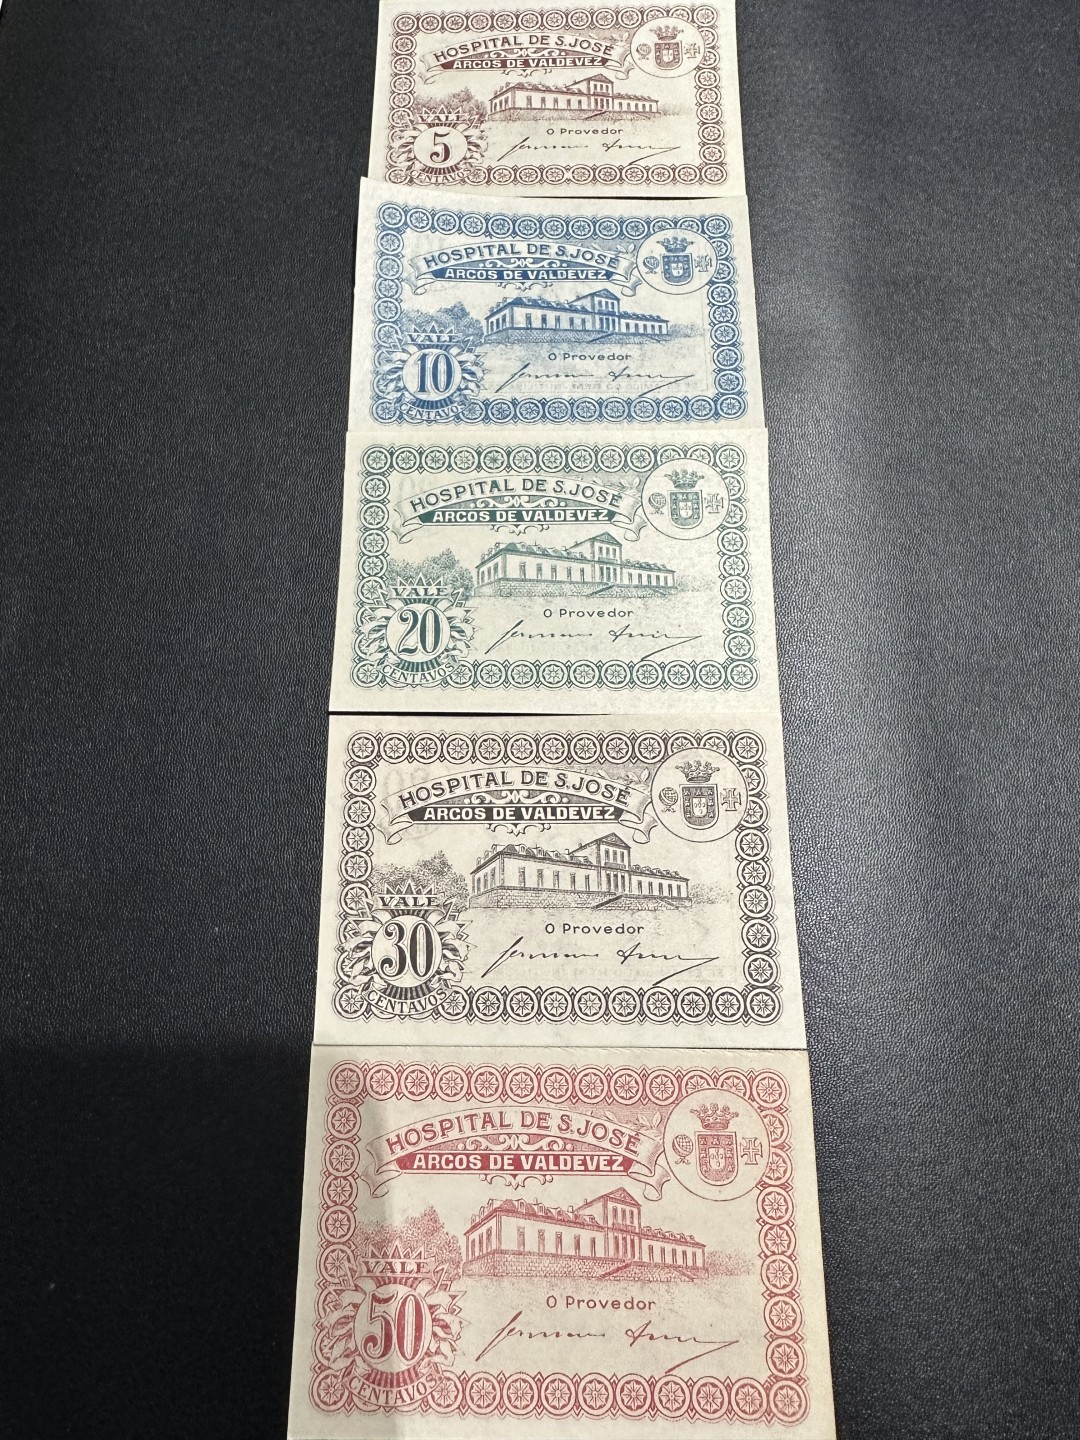 HOSPITAL DE S. JOSÉ
ARCOS DE VALDEVEZ
VALE
5
CENTAVOS
O Provedor
HOSPITAL DE S. JOSÉ
ARCOS DE VALDEVEZ
VALE
10
CENTAVOS
O Provedor
HOSPITAL DE S. JOSÉ
ARCOS DE VALDEVEZ
VALE
20
CENTAVOS
O Provedor
HOSPITAL DE S. JOSÉ
ARCOS DE VALDEVEZ
VALE
30
CENTAVOS
O Provedor
HOSPITAL DE S. JOSÉ
ARCOS DE VALDEVEZ
VALE
50
CENTAVOS
O Provedor